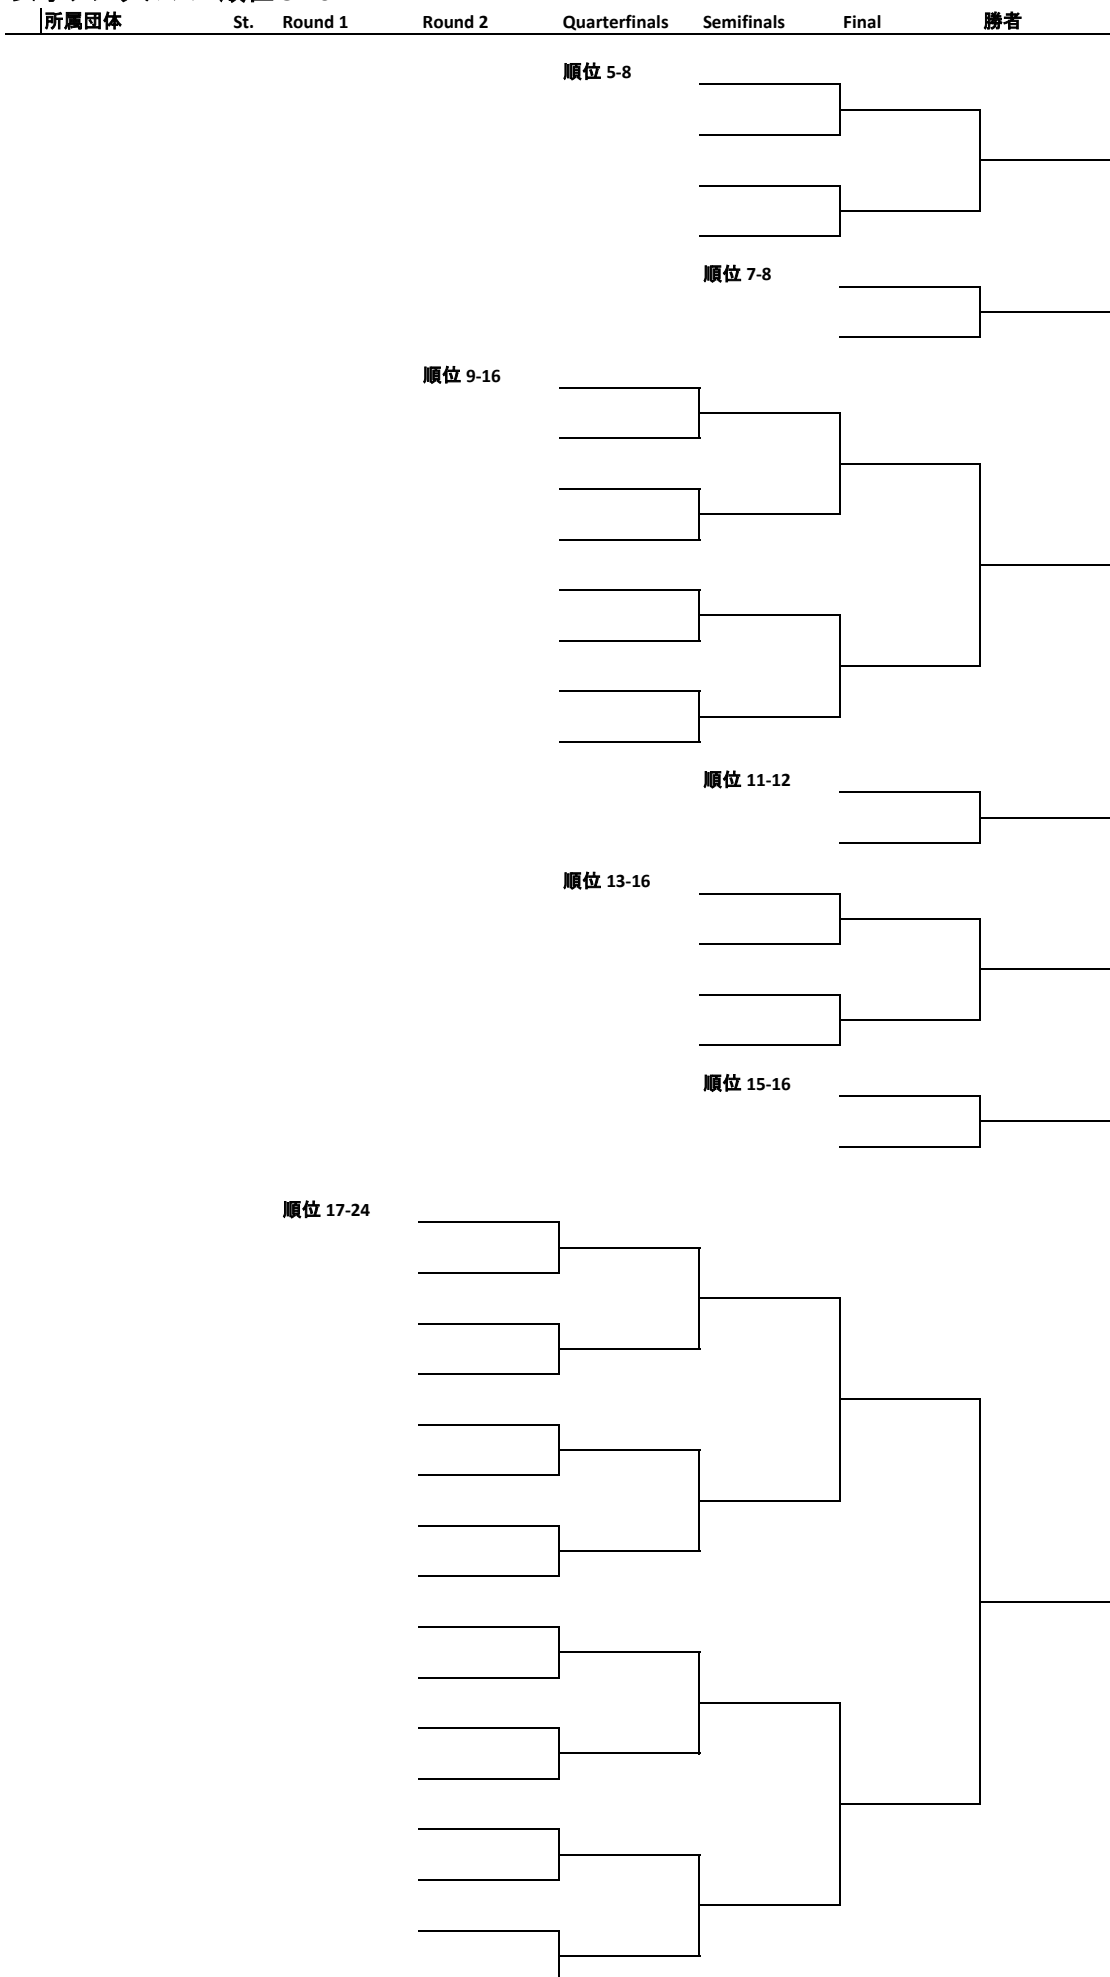 所属団体 St. Round 1 Round 2 Quarterfinals Semifinals Final 勝者
順位 5-8
順位 7-8
順位 9-16
順位 11-12
順位 13-16
順位 15-16
順位 17-24